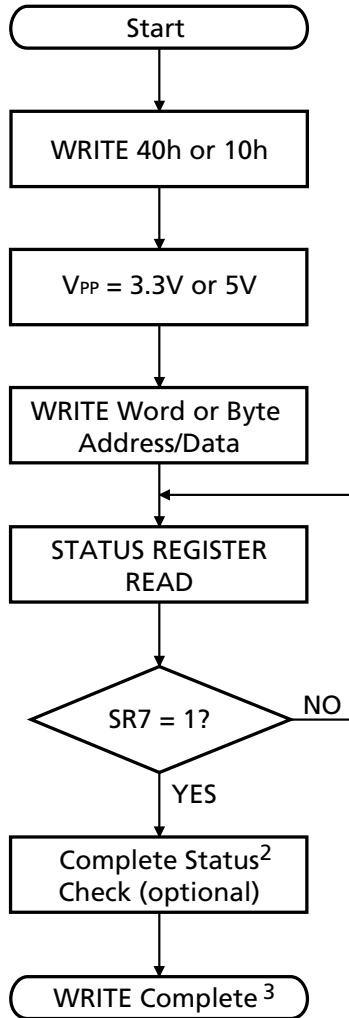 Start
WRITE 40h or 10h
VPP = 3.3V or 5V
WRITE Word or Byte
Address/Data
STATUS REGISTER
READ
SR7 = 1?
NO
YES
Complete Status2
Check (optional)
WRITE Complete 3